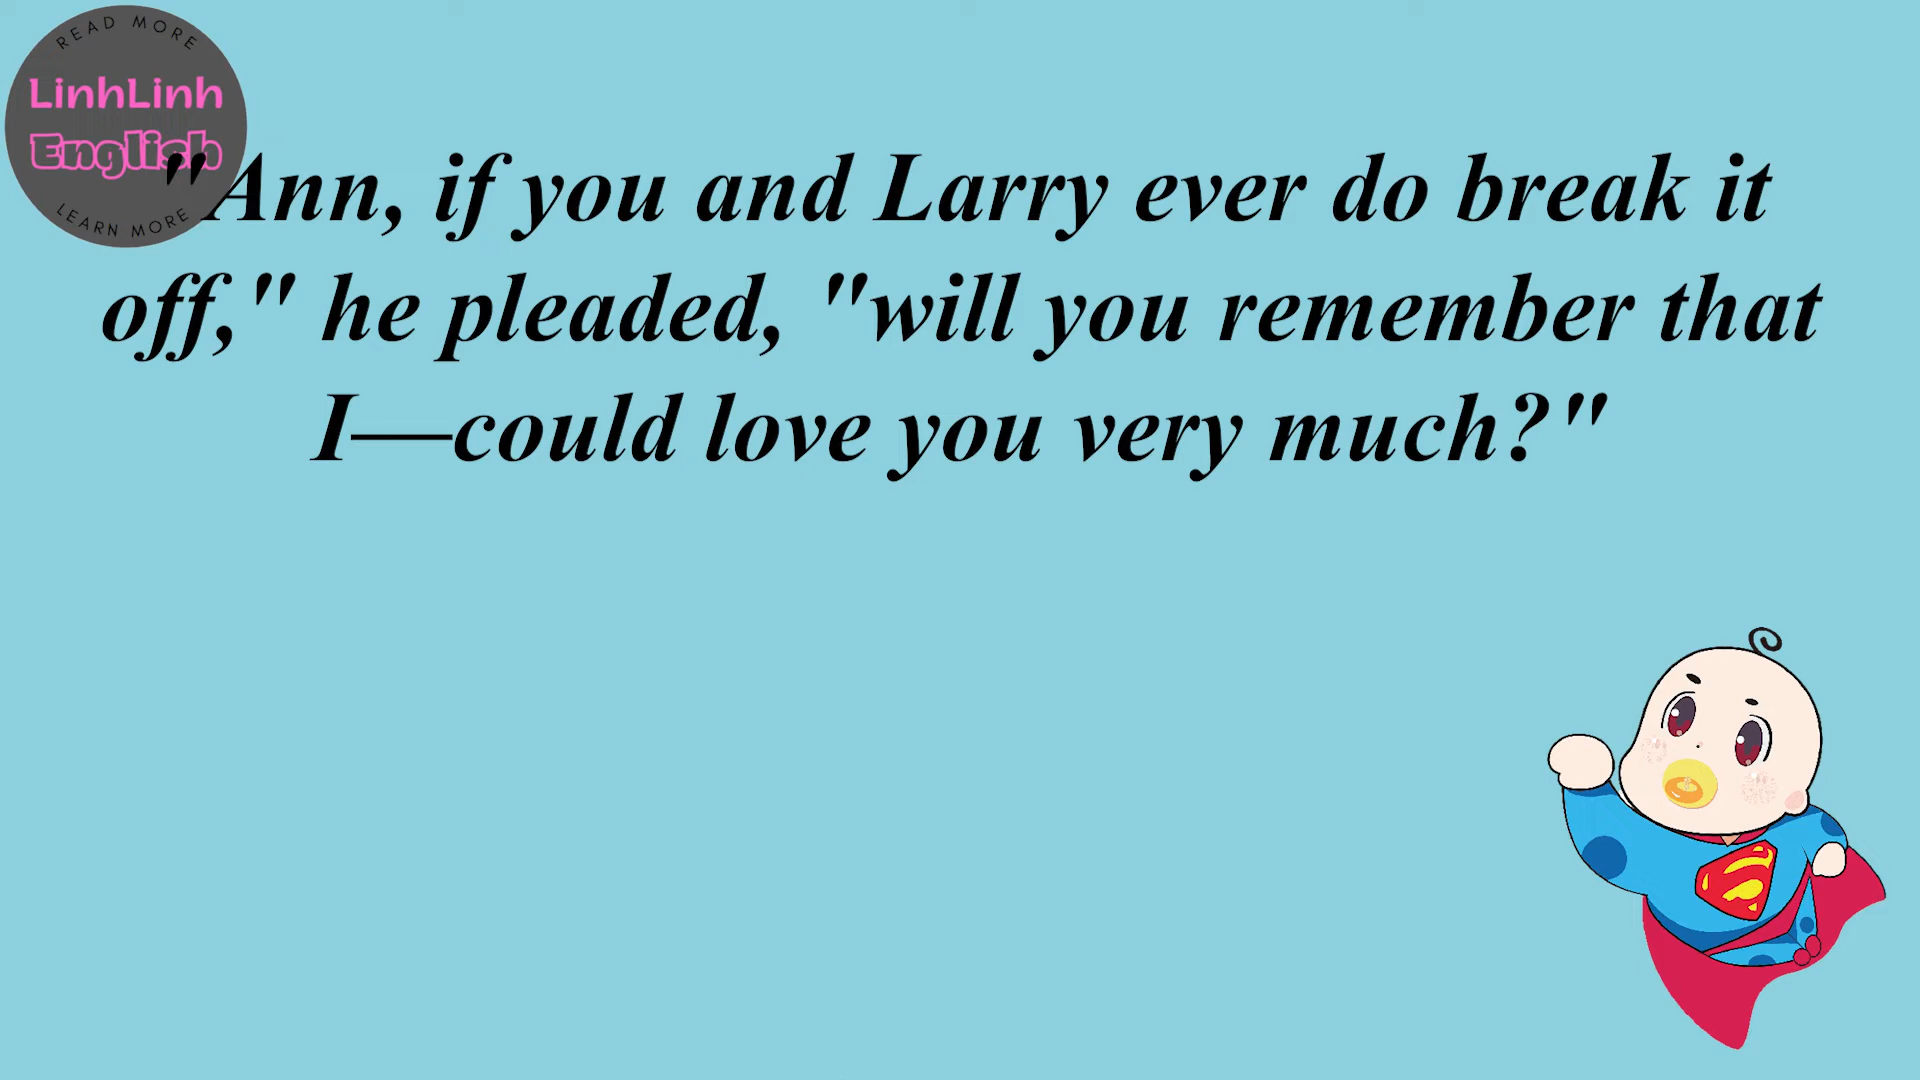 READ MORE
LinhLinh
English
LEARN MORE
"Ann, if you and Larry ever do break it
off," he pleaded, "will you remember that
I—could love you very much?"